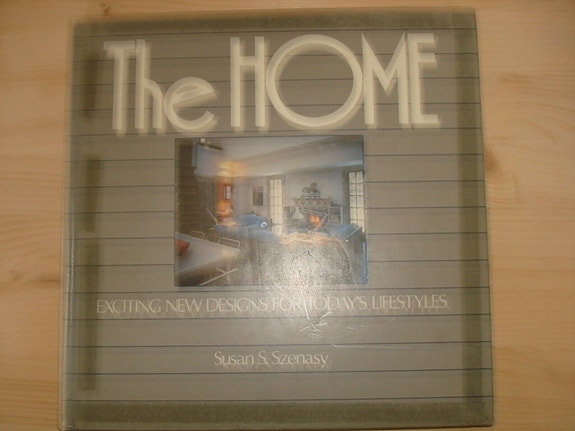 The HOME
EXCITING NEW DESIGNS FOR TODAY'S LIFESTYLES
Susan S. Szenasy